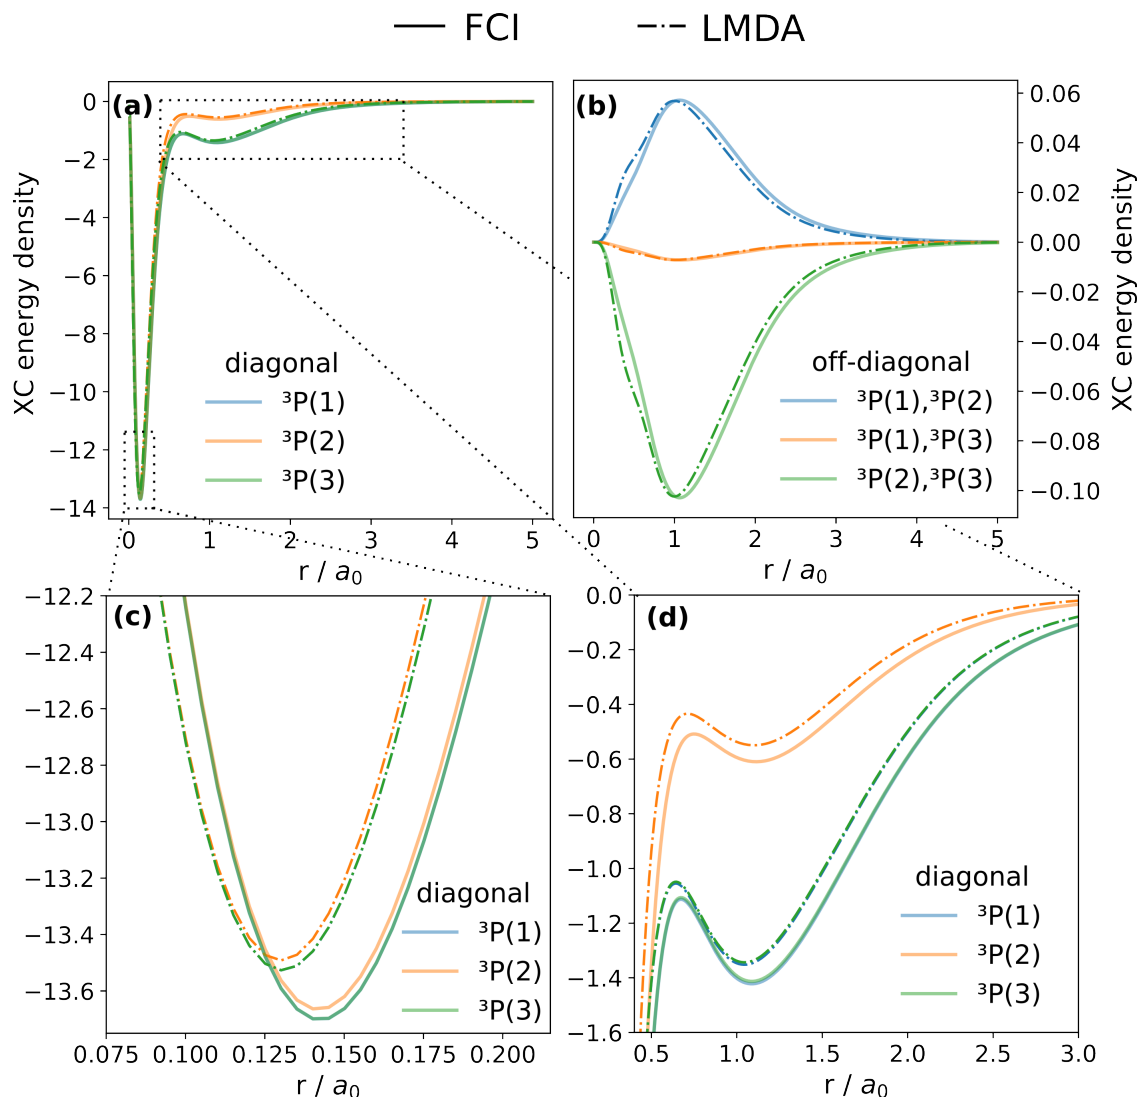 FCI LMDA
(a)
0
−2
−4
−6
−8
−10
−12
−14
XC energy density
diagonal
³P(1)
³P(2)
³P(3)
0 1 2 3 4 5
r / a₀
(b)
0.06
0.04
0.02
0.00
−0.02
−0.04
−0.06
−0.08
−0.10
XC energy density
off-diagonal
³P(1),³P(2)
³P(1),³P(3)
³P(2),³P(3)
0 1 2 3 4 5
r / a₀
(c)
−12.2
−12.4
−12.6
−12.8
−13.0
−13.2
−13.4
−13.6
diagonal
³P(1)
³P(2)
³P(3)
0.075 0.100 0.125 0.150 0.175 0.200
r / a₀
(d)
0.0
−0.2
−0.4
−0.6
−0.8
−1.0
−1.2
−1.4
−1.6
diagonal
³P(1)
³P(2)
³P(3)
0.5 1.0 1.5 2.0 2.5 3.0
r / a₀